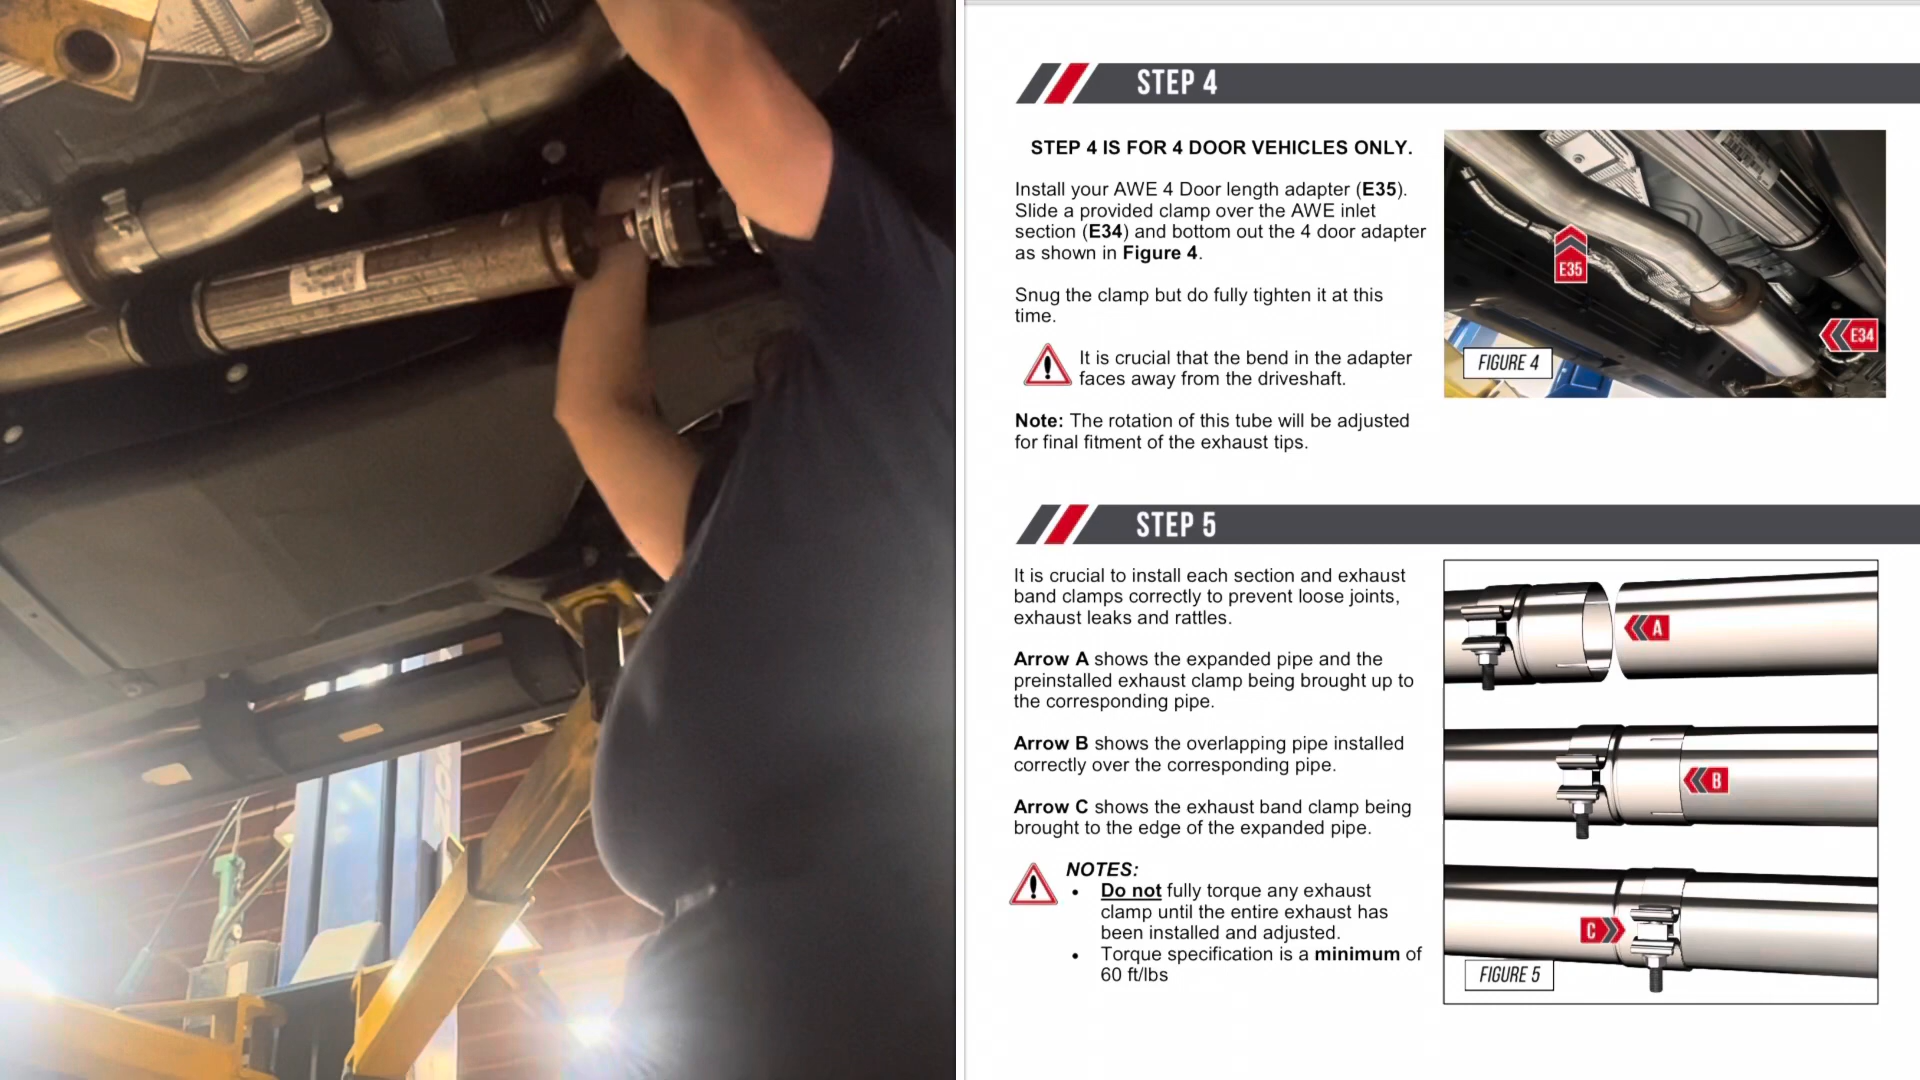 STEP 4
STEP 4 IS FOR 4 DOOR VEHICLES ONLY.
Install your AWE 4 Door length adapter (E35).
Slide a provided clamp over the AWE inlet
section (E34) and bottom out the 4 door adapter
as shown in Figure 4.
Snug the clamp but do fully tighten it at this
time.
It is crucial that the bend in the adapter
faces away from the driveshaft.
Note: The rotation of this tube will be adjusted
for final fitment of the exhaust tips.
E35
E34
FIGURE 4
STEP 5
It is crucial to install each section and exhaust
band clamps correctly to prevent loose joints,
exhaust leaks and rattles.
Arrow A shows the expanded pipe and the
preinstalled exhaust clamp being brought up to
the corresponding pipe.
Arrow B shows the overlapping pipe installed
correctly over the corresponding pipe.
Arrow C shows the exhaust band clamp being
brought to the edge of the expanded pipe.
NOTES:
• Do not fully torque any exhaust
clamp until the entire exhaust has
been installed and adjusted.
• Torque specification is a minimum of
60 ft/lbs
A
B
C
FIGURE 5